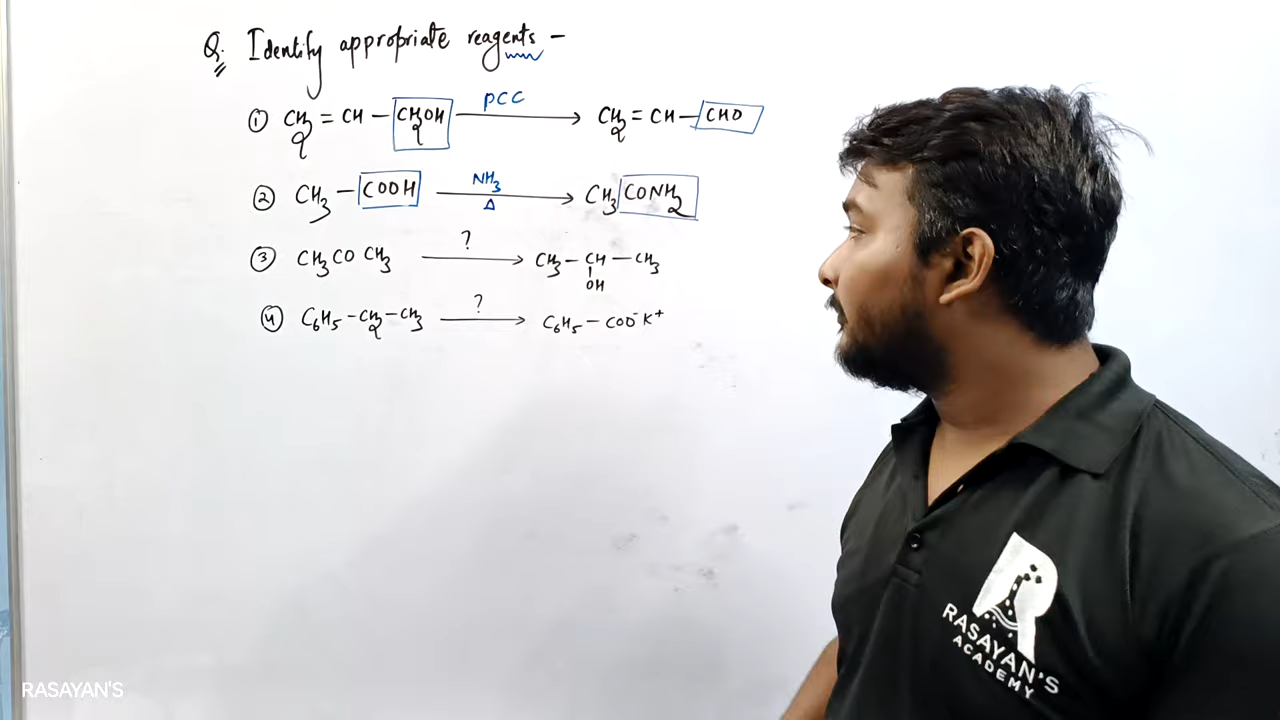 Q. Identify appropriate reagents –
① CH₂ = CH – CH₂OH PCC → CH₂ = CH – CHO
② CH₃ – COOH NH₃ Δ → CH₃CONH₂
③ CH₃COCH₃ ? → CH₃ – CH – CH₃
OH
④ C₆H₅ – CH₂ – CH₃ ? → C₆H₅ – COO⁻K⁺
RASAYAN'S
ACADEMY
RASAYAN'S